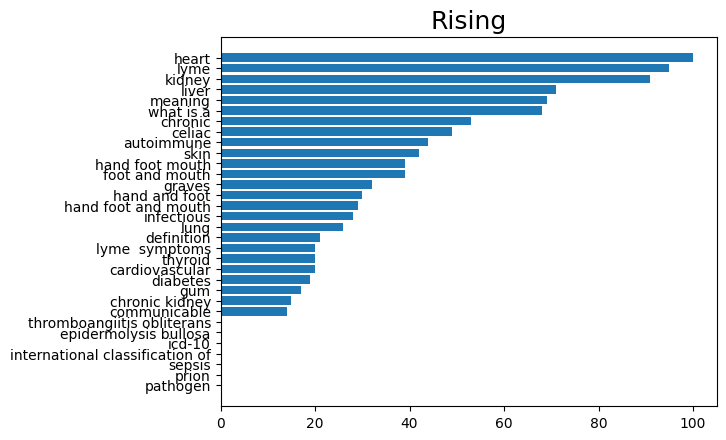 Rising
heart
lyme
kidney
liver
meaning
what is a
chronic
celiac
autoimmune
skin
hand foot mouth
foot and mouth
graves
hand and foot
hand foot and mouth
infectious
lung
definition
lyme  symptoms
thyroid
cardiovascular
diabetes
gum
chronic kidney
communicable
thromboangiitis obliterans
epidermolysis bullosa
icd-10
international classification of
sepsis
prion
pathogen
0 20 40 60 80 100